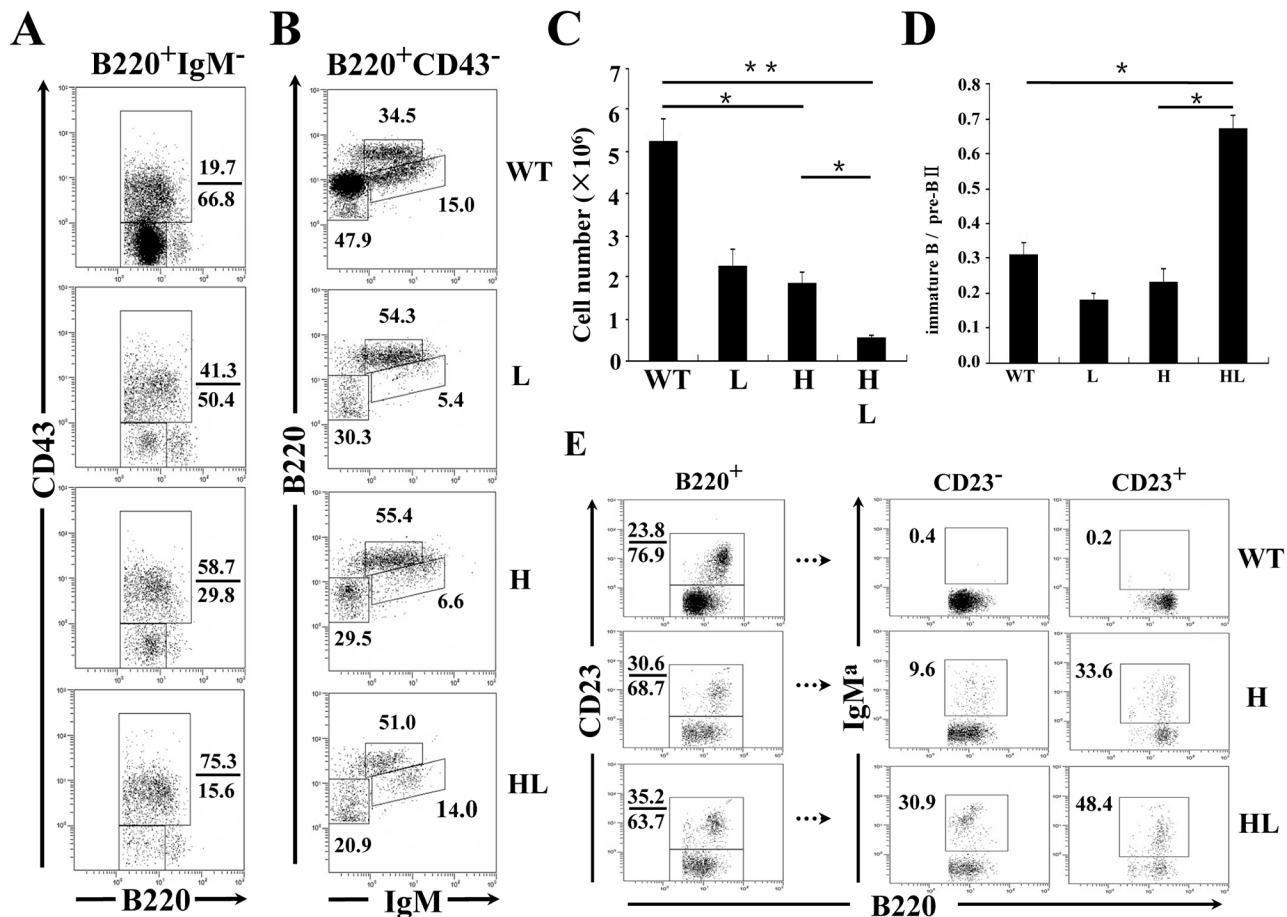 A
B220+IgM-
19.7
66.8
41.3
50.4
58.7
29.8
75.3
15.6
CD43
B220
B
B220+CD43-
34.5
15.0
47.9
WT
54.3
5.4
30.3
L
55.4
6.6
29.5
H
51.0
14.0
20.9
HL
B220
IgM
C
Cell number (×10⁶)
7
6
5
4
3
2
1
0
* *
*
*
WT L H H
L
D
immature B / pre-BII
0.8
0.7
0.6
0.5
0.4
0.3
0.2
0.1
0.0
*
*
WT L H HL
E
B220+ CD23- CD23+
23.8
76.9
0.4
0.2
WT
30.6
68.7
9.6
33.6
H
35.2
63.7
30.9
48.4
HL
CD23
IgMᵃ
B220